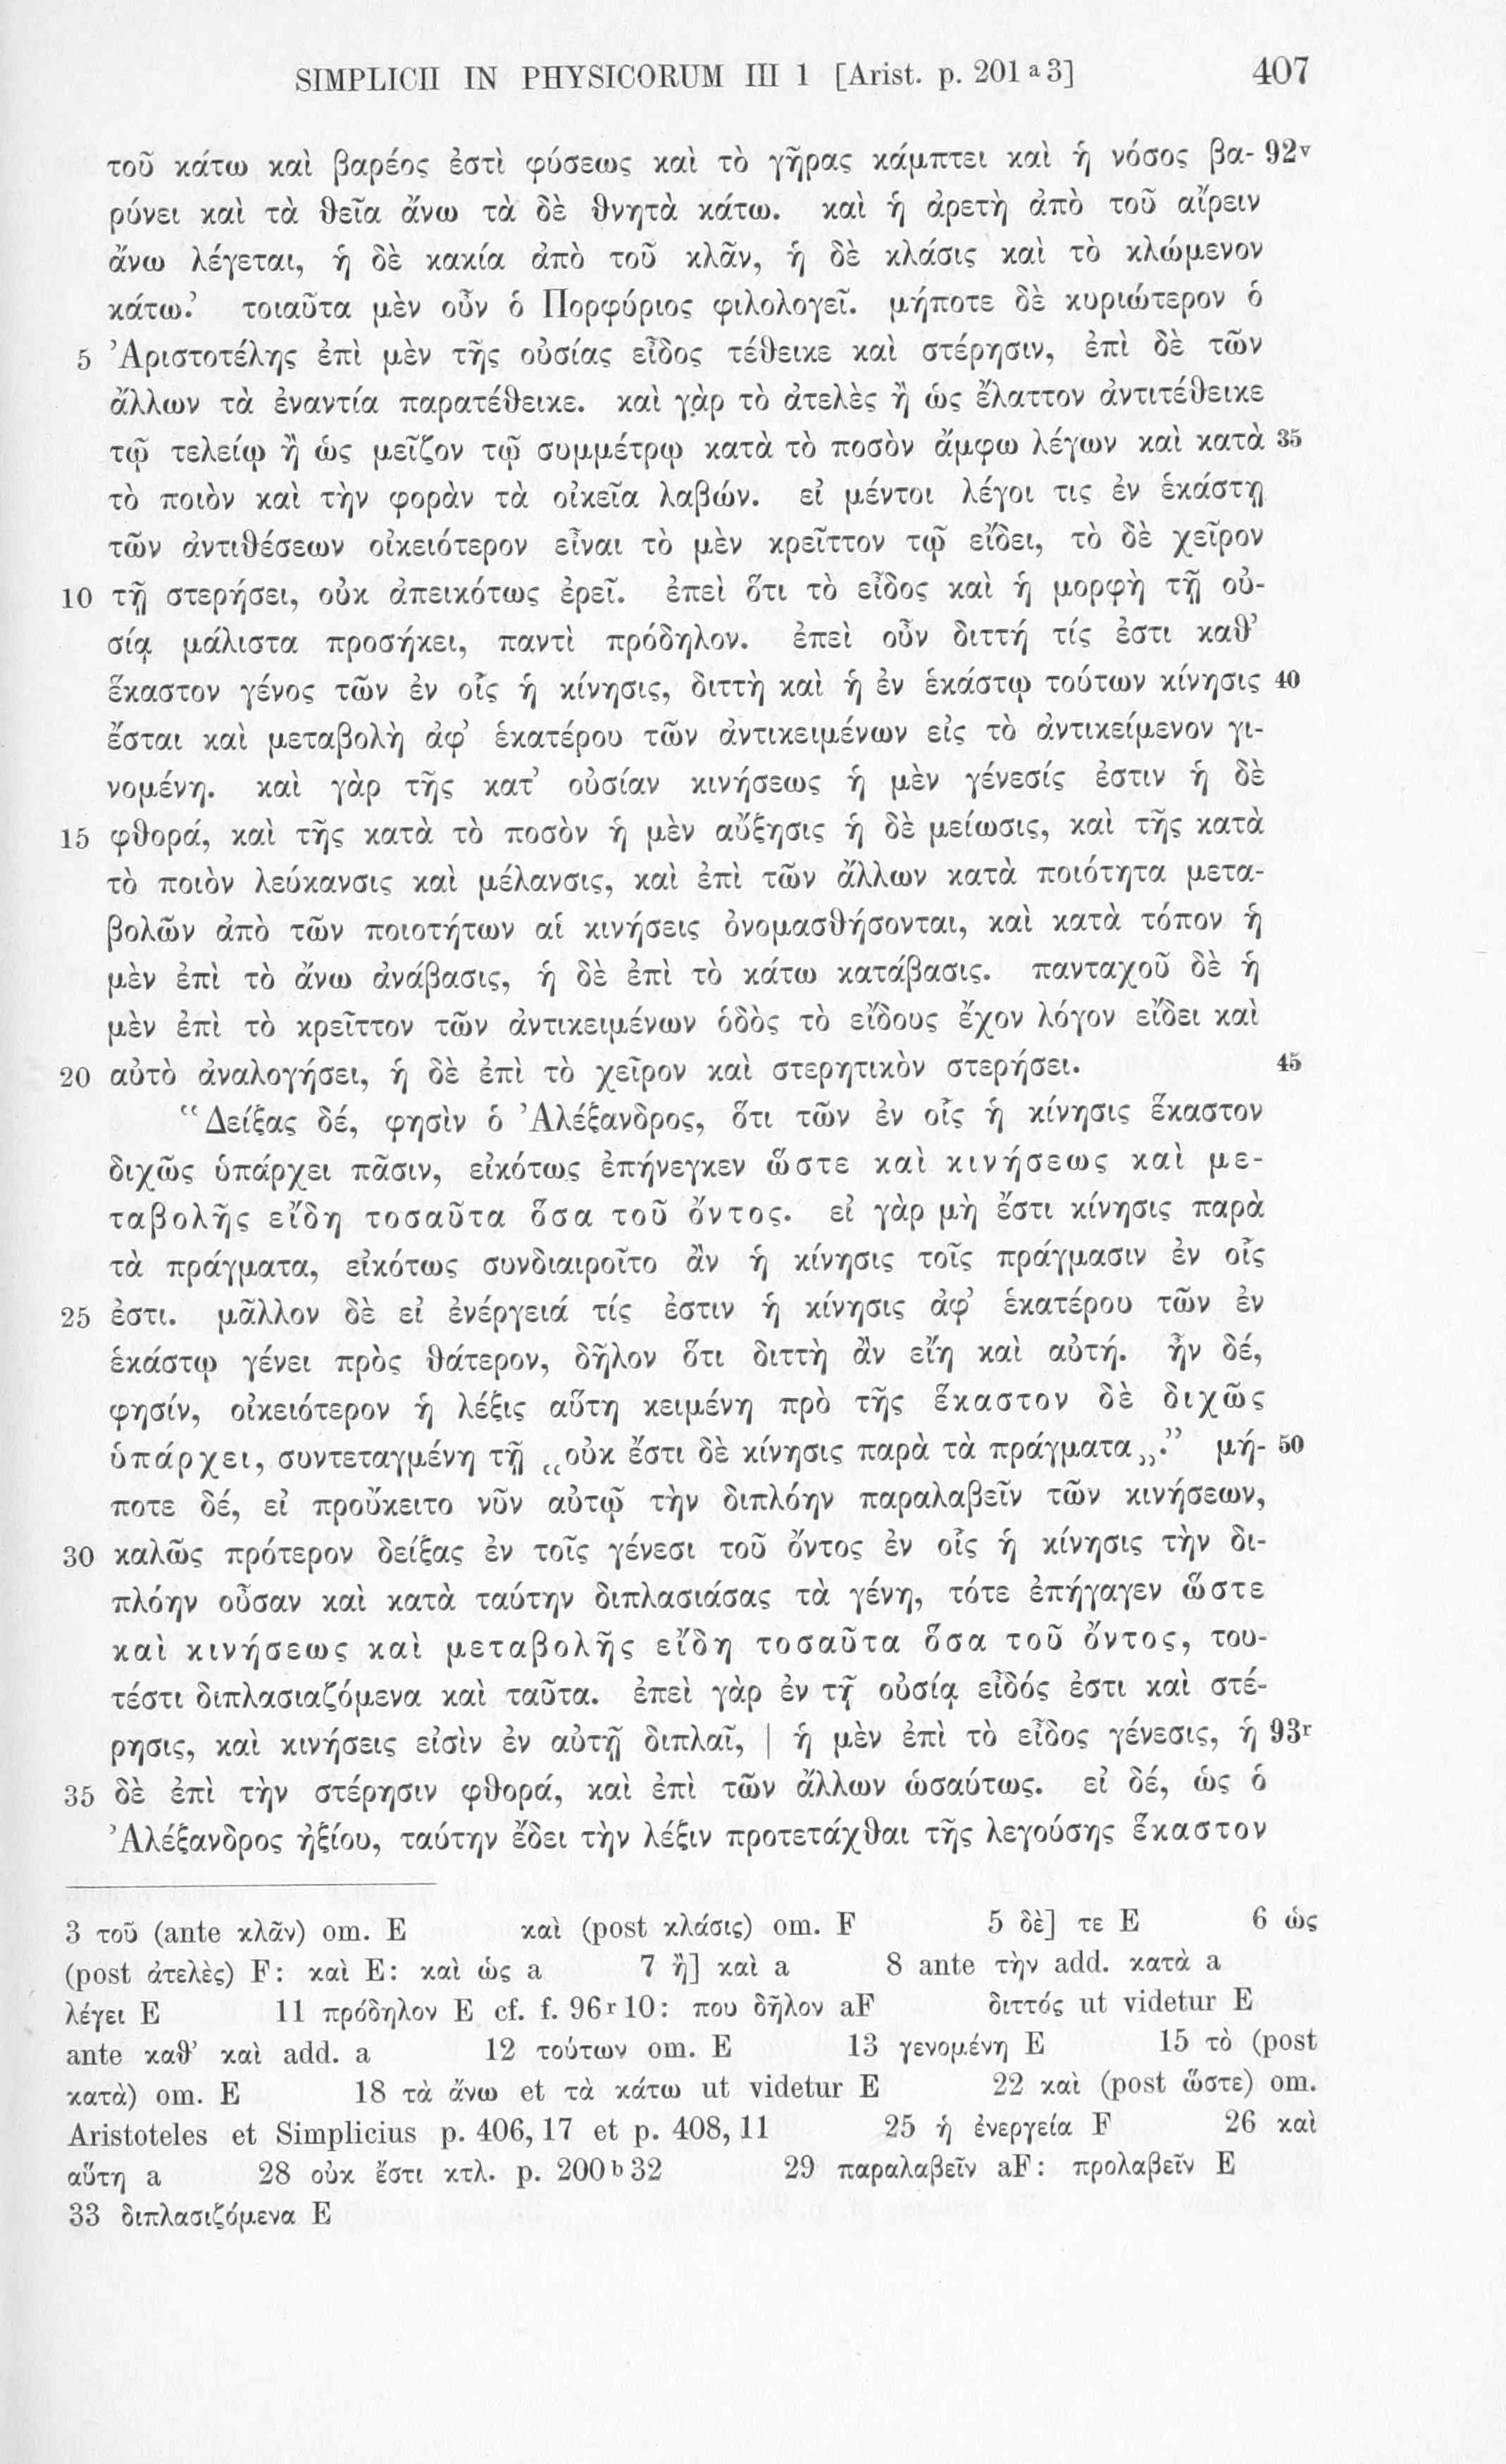 SIMPLICII IN PHYSICORUM III 1 [Arist. p. 201 a 3] 407
τοῦ κάτω καὶ βαρέος ἐστὶ φύσεως καὶ τὸ γῆρας κάμπτει καὶ ἡ νόσος βα- 92v
ρύνει καὶ τὰ θεῖα ἄνω τὰ δὲ θνητὰ κάτω. καὶ ἡ ἀρετὴ ἀπὸ τοῦ αἴρειν
ἄνω λέγεται, ἡ δὲ κακία ἀπὸ τοῦ κλᾶν, ἡ δὲ κλάσις καὶ τὸ κλώμενον
κάτω.’ τοιαῦτα μὲν οὖν ὁ Πορφύριος φιλολογεῖ. μήποτε δὲ κυριώτερον ὁ
5 Ἀριστοτέλης ἐπὶ μὲν τῆς οὐσίας εἶδος τέθεικε καὶ στέρησιν, ἐπὶ δὲ τῶν
ἄλλων τὰ ἐναντία παρατέθεικε. καὶ γὰρ τὸ ἀτελὲς ἢ ὡς ἔλαττον ἀντιτέθεικε
τῷ τελείῳ ἢ ὡς μεῖζον τῷ συμμέτρῳ κατὰ τὸ ποσὸν ἄμφω λέγων καὶ κατὰ 35
τὸ ποιὸν καὶ τὴν φορὰν τὰ οἰκεῖα λαβών. εἰ μέντοι λέγοι τις ἐν ἑκάστῃ
τῶν ἀντιθέσεων οἰκειότερον εἶναι τὸ μὲν κρεῖττον τῷ εἴδει, τὸ δὲ χεῖρον
10 τῇ στερήσει, οὐκ ἀπεικότως ἐρεῖ. ἐπεὶ ὅτι τὸ εἶδος καὶ ἡ μορφὴ τῇ οὐ-
σίᾳ μάλιστα προσήκει, παντὶ πρόδηλον. ἐπεὶ οὖν διττή τίς ἐστι καθ’
ἕκαστον γένος τῶν ἐν οἷς ἡ κίνησις, διττὴ καὶ ἡ ἐν ἑκάστῳ τούτων κίνησις 40
ἔσται καὶ μεταβολὴ ἀφ’ ἑκατέρου τῶν ἀντικειμένων εἰς τὸ ἀντικείμενον γι-
νομένη. καὶ γὰρ τῆς κατ’ οὐσίαν κινήσεως ἡ μὲν γένεσίς ἐστιν ἡ δὲ
15 φθορά, καὶ τῆς κατὰ τὸ ποσὸν ἡ μὲν αὔξησις ἡ δὲ μείωσις, καὶ τῆς κατὰ
τὸ ποιὸν λεύκανσις καὶ μέλανσις, καὶ ἐπὶ τῶν ἄλλων κατὰ ποιότητα μετα-
βολῶν ἀπὸ τῶν ποιοτήτων αἱ κινήσεις ὀνομασθήσονται, καὶ κατὰ τόπον ἡ
μὲν ἐπὶ τὸ ἄνω ἀνάβασις, ἡ δὲ ἐπὶ τὸ κάτω κατάβασις. πανταχοῦ δὲ ἡ
μὲν ἐπὶ τὸ κρεῖττον τῶν ἀντικειμένων ὁδὸς τὸ εἴδους ἔχον λόγον εἴδει καὶ
20 αὐτὸ ἀναλογήσει, ἡ δὲ ἐπὶ τὸ χεῖρον καὶ στερητικὸν στερήσει. 45
“Δείξας δέ, φησὶν ὁ Ἀλέξανδρος, ὅτι τῶν ἐν οἷς ἡ κίνησις ἕκαστον
διχῶς ὑπάρχει πᾶσιν, εἰκότως ἐπήνεγκεν ὥστε καὶ κινήσεως καὶ με-
ταβολῆς εἴδη τοσαῦτα ὅσα τοῦ ὄντος. εἰ γὰρ μὴ ἔστι κίνησις παρὰ
τὰ πράγματα, εἰκότως συνδιαιροῖτο ἂν ἡ κίνησις τοῖς πράγμασιν ἐν οἷς
25 ἐστι. μᾶλλον δὲ εἰ ἐνέργειά τίς ἐστιν ἡ κίνησις ἀφ’ ἑκατέρου τῶν ἐν
ἑκάστῳ γένει πρὸς θάτερον, δῆλον ὅτι διττὴ ἂν εἴη καὶ αὐτή. ἦν δέ,
φησίν, οἰκειότερον ἡ λέξις αὕτη κειμένη πρὸ τῆς ἕκαστον δὲ διχῶς
ὑπάρχει, συντεταγμένη τῇ “οὐκ ἔστι δὲ κίνησις παρὰ τὰ πράγματα”.” μή- 50
ποτε δέ, εἰ προὔκειτο νῦν αὐτῷ τὴν διπλόην παραλαβεῖν τῶν κινήσεων,
30 καλῶς πρότερον δείξας ἐν τοῖς γένεσι τοῦ ὄντος ἐν οἷς ἡ κίνησις τὴν δι-
πλόην οὖσαν καὶ κατὰ ταύτην διπλασιάσας τὰ γένη, τότε ἐπήγαγεν ὥστε
καὶ κινήσεως καὶ μεταβολῆς εἴδη τοσαῦτα ὅσα τοῦ ὄντος, του-
τέστι διπλασιαζόμενα καὶ ταῦτα. ἐπεὶ γὰρ ἐν τῇ οὐσίᾳ εἶδός ἐστι καὶ στέ-
ρησις, καὶ κινήσεις εἰσὶν ἐν αὐτῇ διπλαῖ, | ἡ μὲν ἐπὶ τὸ εἶδος γένεσις, ἡ 93r
35 δὲ ἐπὶ τὴν στέρησιν φθορά, καὶ ἐπὶ τῶν ἄλλων ὡσαύτως. εἰ δέ, ὡς ὁ
Ἀλέξανδρος ἠξίου, ταύτην ἔδει τὴν λέξιν προτετάχθαι τῆς λεγούσης ἕκαστον
3 τοῦ (ante κλᾶν) om. E καὶ (post κλάσις) om. F 5 δὲ] τε E 6 ὡς
(post ἀτελὲς) F: καὶ E: καὶ ὡς a 7 ἢ] καὶ a 8 ante τὴν add. κατὰ a
λέγει E 11 πρόδηλον E cf. f. 96r 10: που δῆλον aF διττός ut videtur E
ante καθ’ καὶ add. a 12 τούτων om. E 13 γενομένη E 15 τὸ (post
κατὰ) om. E 18 τὰ ἄνω et τὰ κάτω ut videtur E 22 καὶ (post ὥστε) om.
Aristoteles et Simplicius p. 406, 17 et p. 408, 11 25 ἡ ἐνεργεία F 26 καὶ
αὕτη a 28 οὐκ ἔστι κτλ. p. 200 b 32 29 παραλαβεῖν aF: προλαβεῖν E
33 διπλασιζόμενα E